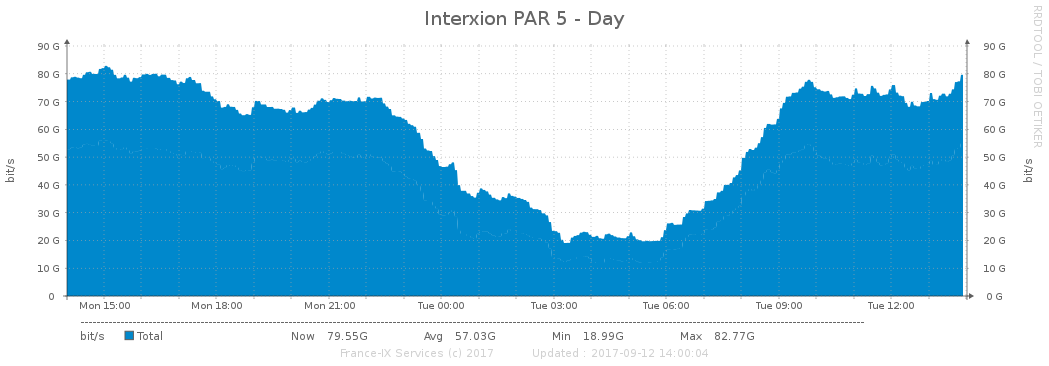 Interxion PAR 5 - Day
RRDTOOL / TOBI OETIKER
90 G 90 G
80 G 80 G
70 G 70 G
60 G 60 G
50 G 50 G
40 G 40 G
30 G 30 G
20 G 20 G
10 G 10 G
0 0 G
bit/s
bit/s
Mon 15:00 Mon 18:00 Mon 21:00 Tue 00:00 Tue 03:00 Tue 06:00 Tue 09:00 Tue 12:00
bit/s Total Now 79.55G Avg 57.03G Min 18.99G Max 82.77G
France-IX Services (c) 2017 Updated : 2017-09-12 14:00:04